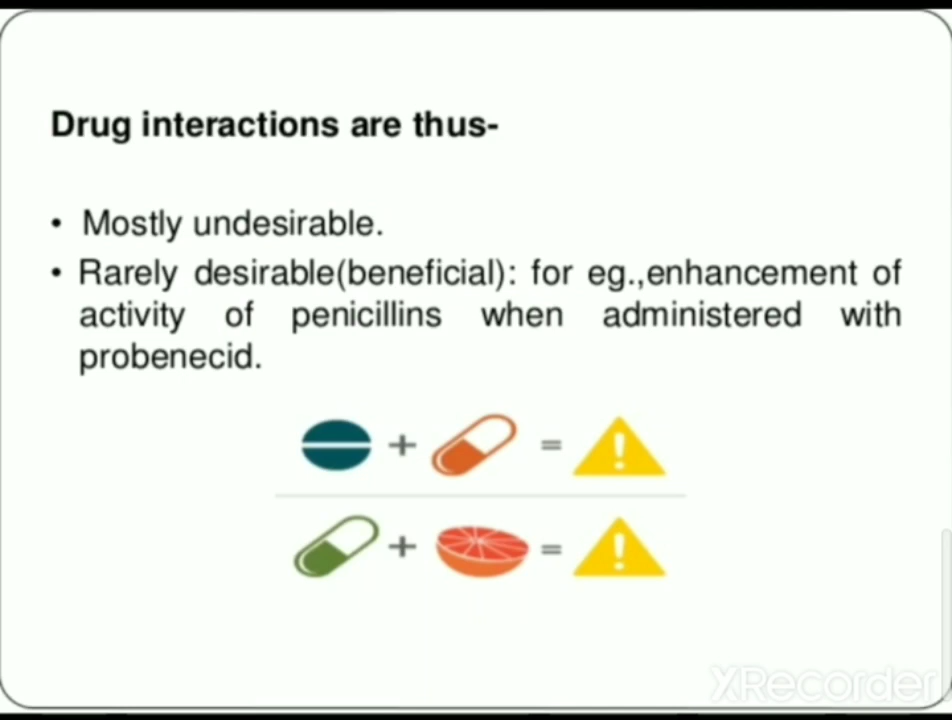 Drug interactions are thus-
• Mostly undesirable.
• Rarely desirable(beneficial): for eg.,enhancement of
activity of penicillins when administered with
probenecid.
+ =
+ =
XRecorder